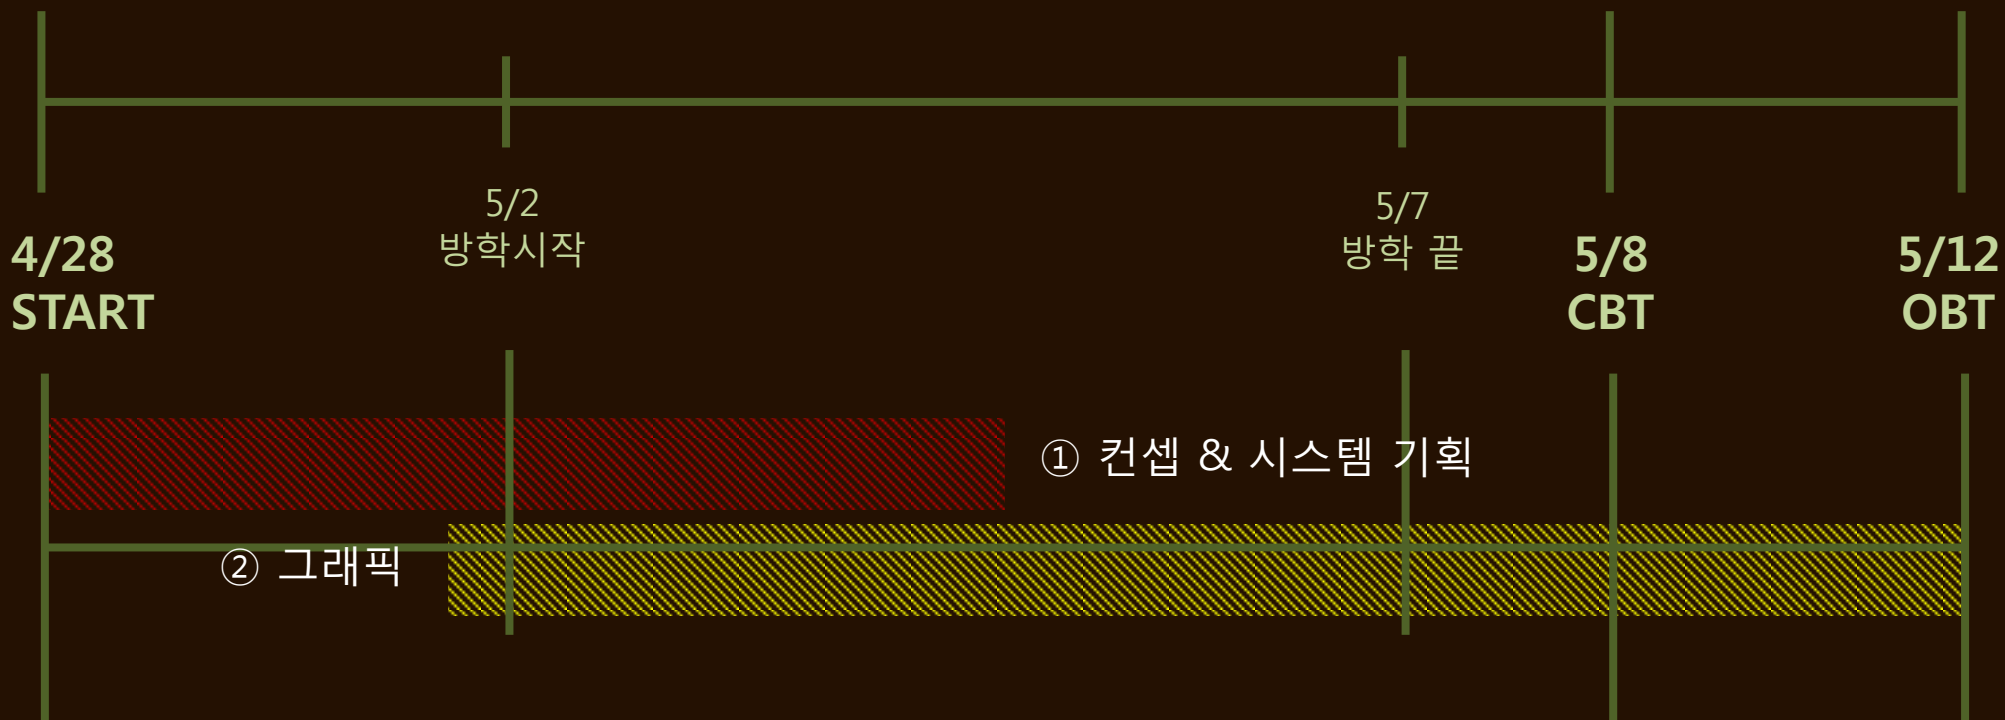 5/2
방학시작
5/7
방학 끝
4/28
START
5/8
CBT
5/12
OBT
① 컨셉 & 시스템 기획
② 그래픽